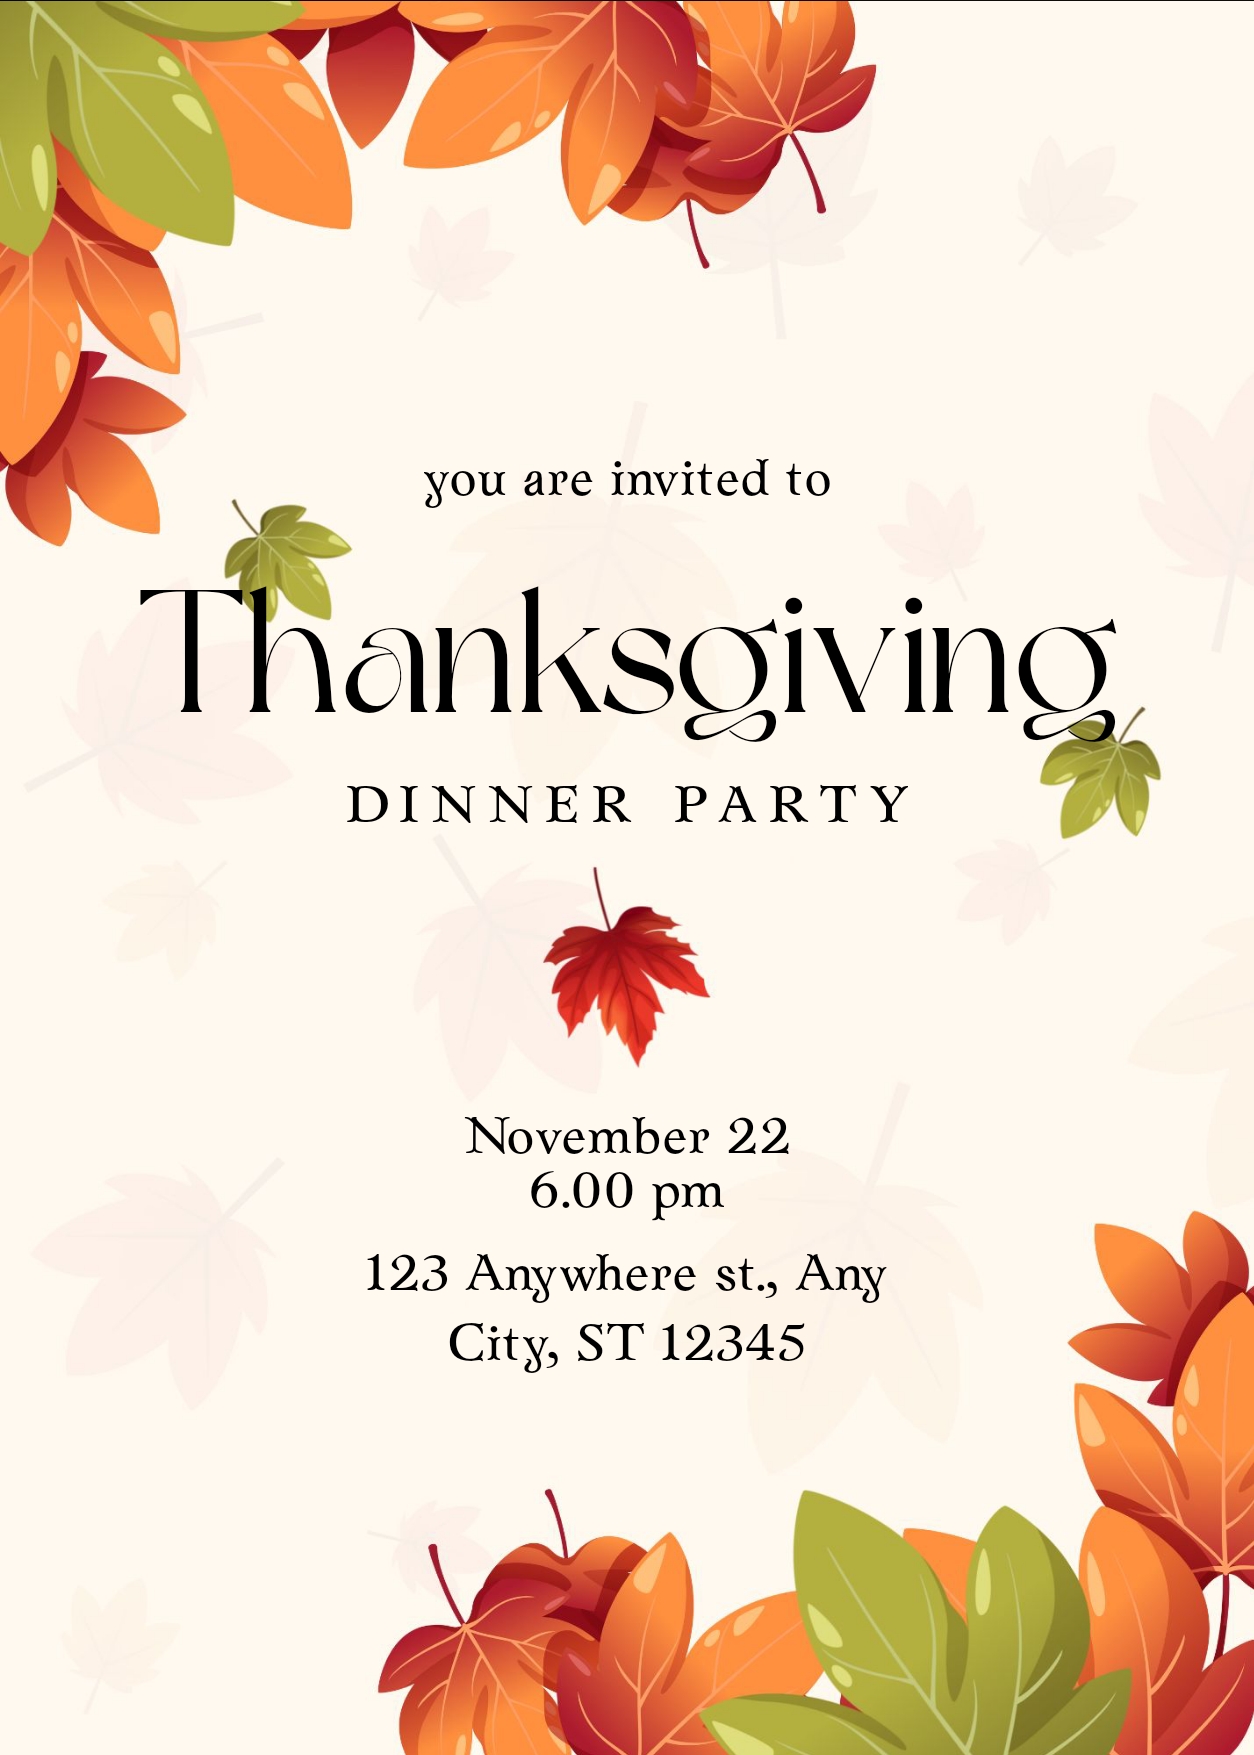 you are invited to
Thanksgiving
DINNER PARTY
November 22
6.00 pm
123 Anywhere st., Any
City, ST 12345